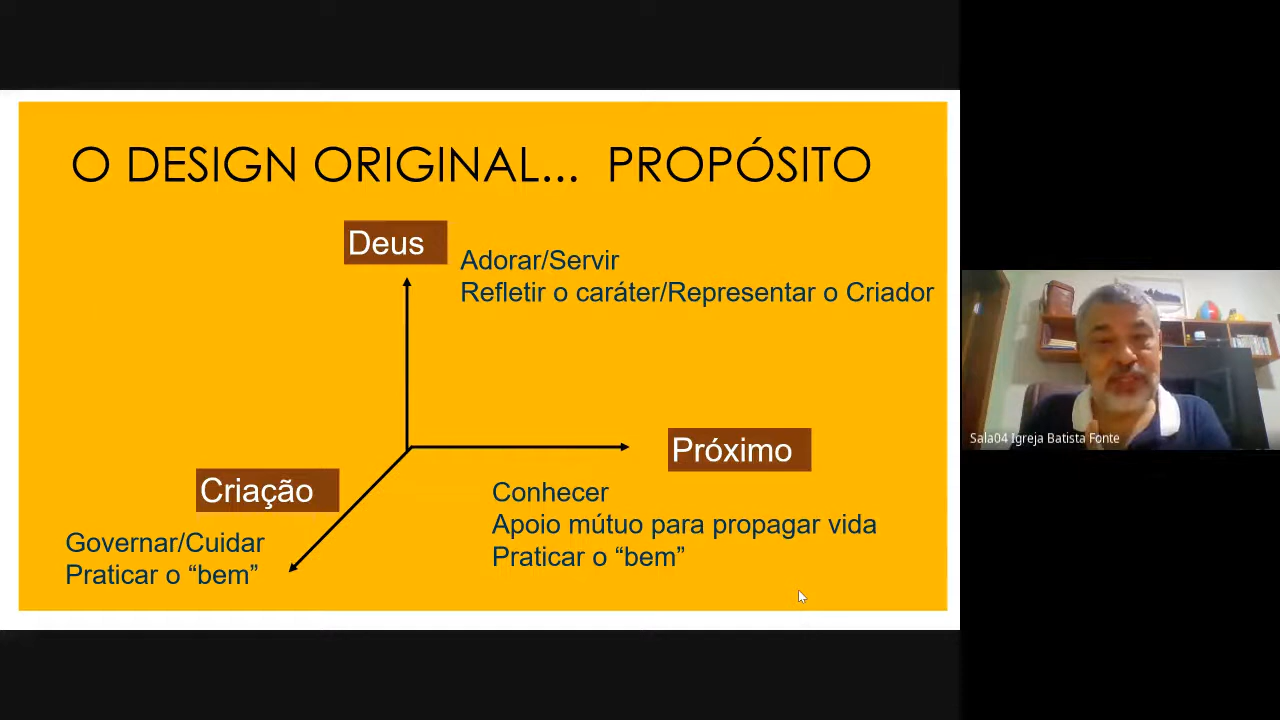 O DESIGN ORIGINAL... PROPÓSITO
Deus
Adorar/Servir
Refletir o caráter/Representar o Criador
Próximo
Conhecer
Apoio mútuo para propagar vida
Praticar o “bem”
Criação
Governar/Cuidar
Praticar o “bem”
Sala04 Igreja Batista Fonte